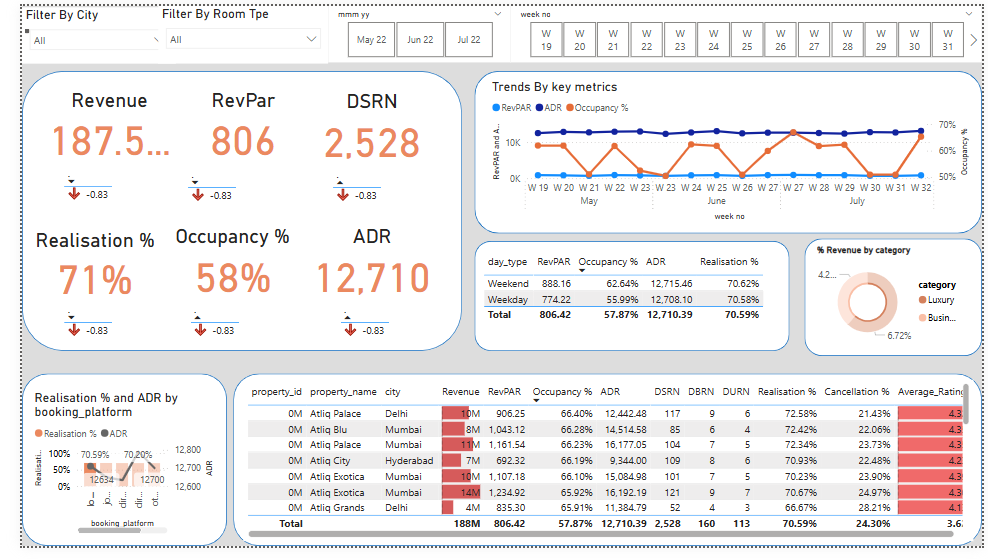 Filter By City
Filter By Room Tpe
mmm yy
week no
All
All
May 22
Jun 22
Jul 22
W 19
W 20
W 21
W 22
W 23
W 24
W 25
W 26
W 27
W 28
W 29
W 30
W 31
Revenue
RevPar
DSRN
187.5...
806
2,528
-0.83
-0.83
-0.83
Realisation %
Occupancy %
ADR
71%
58%
12,710
-0.83
-0.83
-0.83
Trends By key metrics
RevPAR ADR Occupancy %
RevPAR and A...
10K
0K
70%
60%
50%
Occupancy %
W 19 W 20 W 21 W 22 W 23 W 23 W 24 W 25 W 26 W 27 W 27 W 28 W 29 W 30 W 31 W 32
May June July
week no
day_type RevPAR Occupancy % ADR Realisation %
Weekend 888.16 62.64% 12,715.46 70.62%
Weekday 774.22 55.99% 12,708.10 70.58%
Total 806.42 57.87% 12,710.39 70.59%
% Revenue by category
4.2...
6.72%
category
Luxury
Busin...
Realisation % and ADR by
booking_platform
Realisation % ADR
Realisati...
100%
50%
0%
70.59% 70.20%
12634 12700
12,800
12,700
12,600
ADR
lo...
jo...
dir...
dir...
ot...
booking_platform
property_id property_name city Revenue RevPAR Occupancy % ADR DSRN DBRN DURN Realisation % Cancellation % Average_Rating
0M Atliq Palace Delhi 10M 906.25 66.40% 12,442.48 117 9 6 72.58% 21.43% 4.3
0M Atliq Blu Mumbai 8M 1,043.12 66.28% 14,514.58 85 6 4 72.42% 22.06% 4.3
0M Atliq Palace Mumbai 11M 1,161.54 66.23% 16,177.05 104 7 5 72.34% 23.73% 4.3
0M Atliq City Hyderabad 7M 692.32 66.19% 9,344.00 109 8 6 70.93% 22.48% 4.2
0M Atliq Exotica Mumbai 10M 1,107.18 66.10% 15,084.98 101 7 5 70.23% 23.90% 4.3
0M Atliq Exotica Mumbai 14M 1,234.92 65.92% 16,192.19 121 9 7 70.67% 24.97% 4.3
0M Atliq Grands Delhi 4M 835.30 65.91% 11,384.79 52 4 3 66.67% 28.21% 4.1
Total 188M 806.42 57.87% 12,710.39 2,528 160 113 70.59% 24.30% 3.6